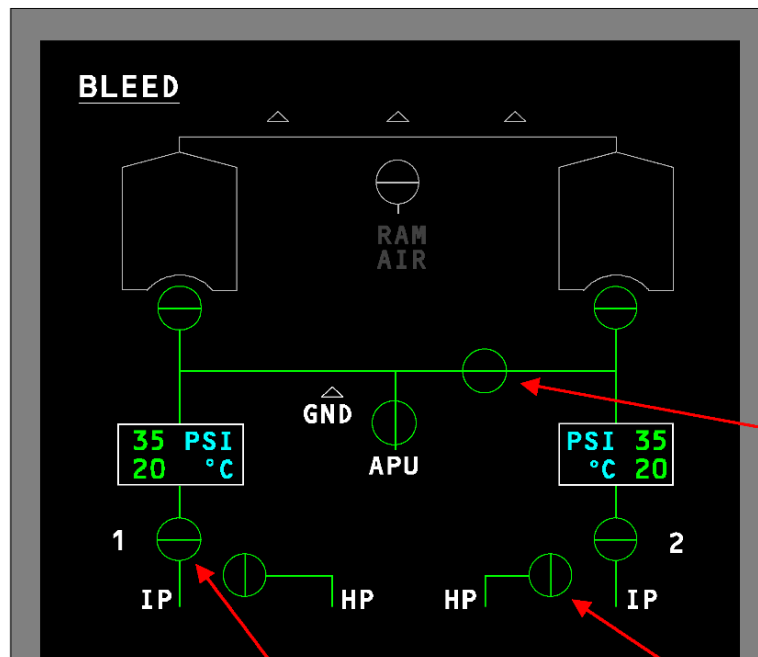 BLEED
RAM
AIR
GND
APU
35 PSI
20 °C
PSI 35
°C 20
1
2
IP
HP
HP
IP